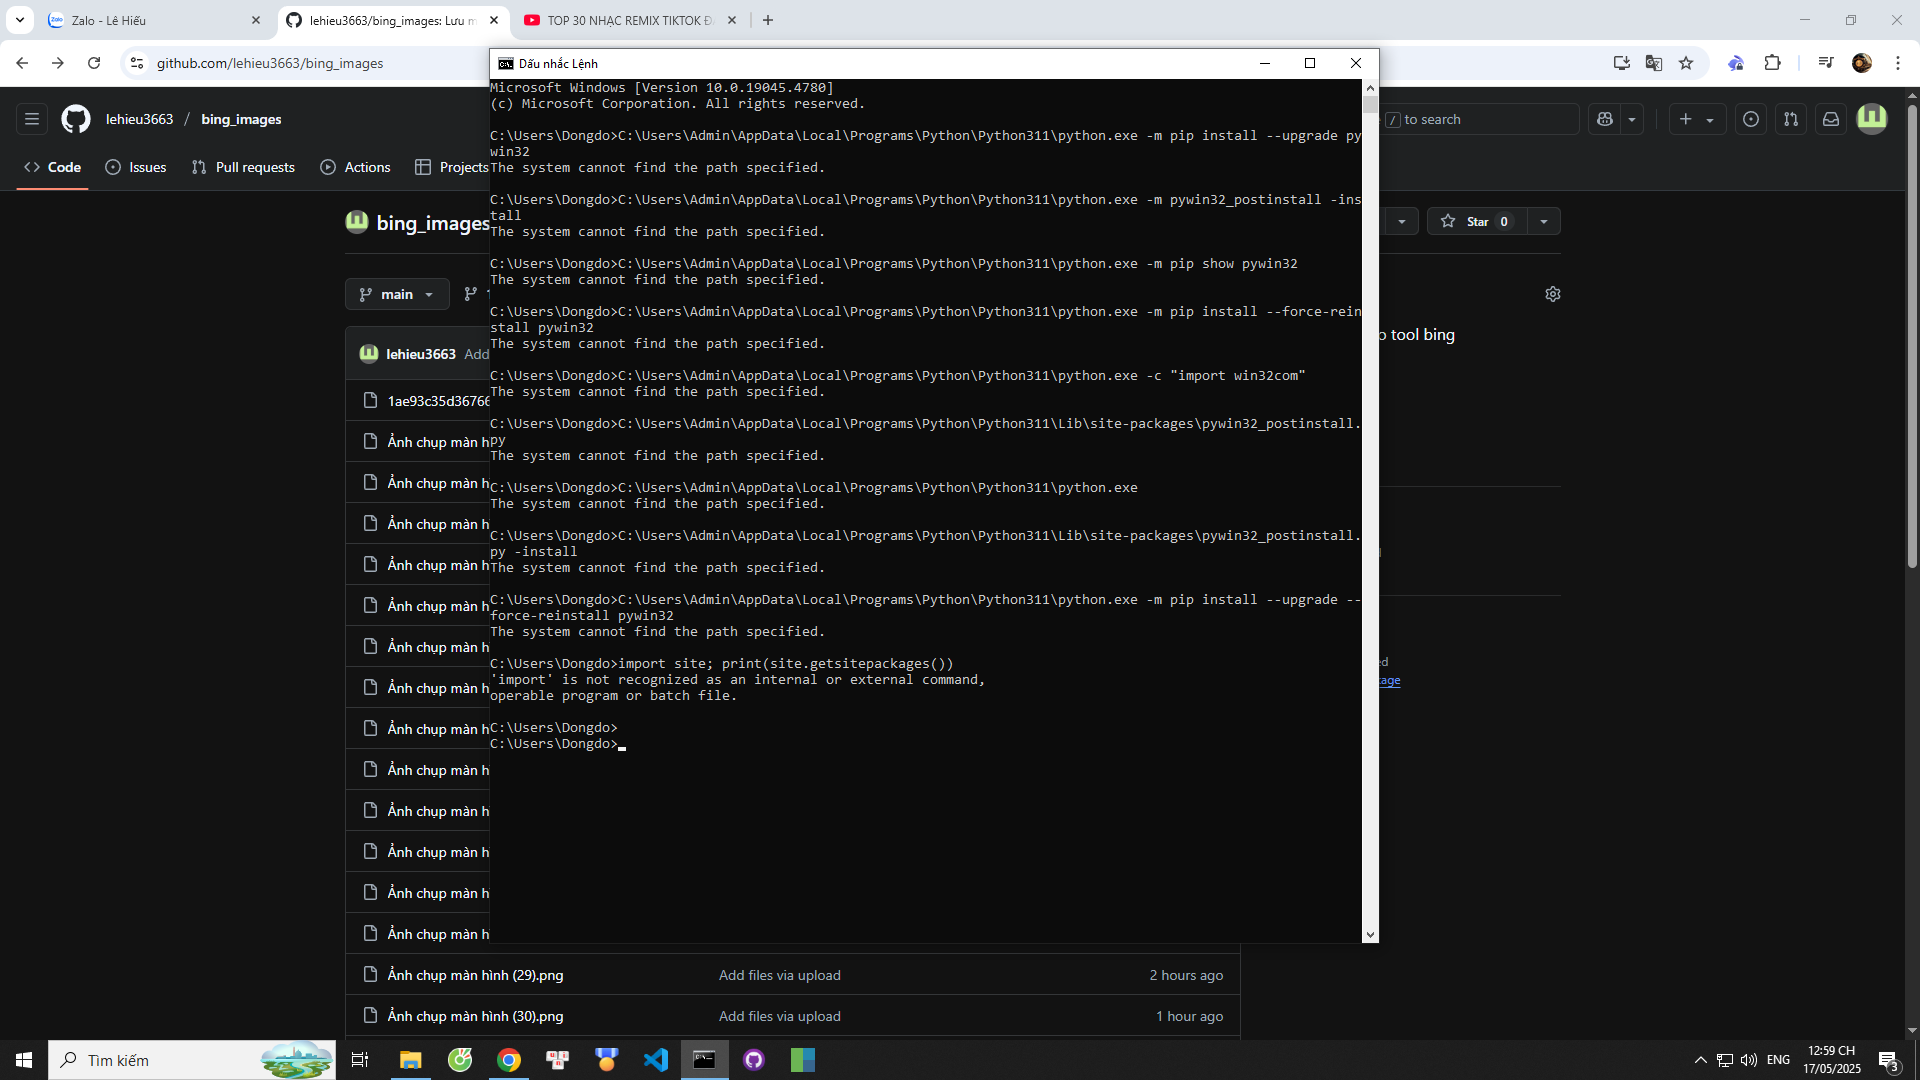 Zalo - Lê Hiếu
lehieu3663/bing_images: Lưu m
TOP 30 NHẠC REMIX TIKTOK
github.com/lehieu3663/bing_images
Dấu nhắc Lệnh
lehieu3663 / bing_images
/ to search
Code
Issues
Pull requests
Actions
Projects
bing_images
Star 0
main
o tool bing
lehieu3663 Add
1ae93c35d36766
Ảnh chụp màn h
Ảnh chụp màn h
Ảnh chụp màn h
Ảnh chụp màn h
Ảnh chụp màn h
Ảnh chụp màn h
Ảnh chụp màn h
Ảnh chụp màn h
Ảnh chụp màn h
Ảnh chụp màn h
Ảnh chụp màn h
Ảnh chụp màn h
Ảnh chụp màn h
Ảnh chụp màn hình (29).png Add files via upload 2 hours ago
Ảnh chụp màn hình (30).png Add files via upload 1 hour ago
Microsoft Windows [Version 10.0.19045.4780]
(c) Microsoft Corporation. All rights reserved.
C:\Users\Dongdo>C:\Users\Admin\AppData\Local\Programs\Python\Python311\python.exe -m pip install --upgrade py
win32
The system cannot find the path specified.
C:\Users\Dongdo>C:\Users\Admin\AppData\Local\Programs\Python\Python311\python.exe -m pywin32_postinstall -ins
tall
The system cannot find the path specified.
C:\Users\Dongdo>C:\Users\Admin\AppData\Local\Programs\Python\Python311\python.exe -m pip show pywin32
The system cannot find the path specified.
C:\Users\Dongdo>C:\Users\Admin\AppData\Local\Programs\Python\Python311\python.exe -m pip install --force-rein
stall pywin32
The system cannot find the path specified.
C:\Users\Dongdo>C:\Users\Admin\AppData\Local\Programs\Python\Python311\python.exe -c "import win32com"
The system cannot find the path specified.
C:\Users\Dongdo>C:\Users\Admin\AppData\Local\Programs\Python\Python311\Lib\site-packages\pywin32_postinstall.
py
The system cannot find the path specified.
C:\Users\Dongdo>C:\Users\Admin\AppData\Local\Programs\Python\Python311\python.exe
The system cannot find the path specified.
C:\Users\Dongdo>C:\Users\Admin\AppData\Local\Programs\Python\Python311\Lib\site-packages\pywin32_postinstall.
py -install
The system cannot find the path specified.
C:\Users\Dongdo>C:\Users\Admin\AppData\Local\Programs\Python\Python311\python.exe -m pip install --upgrade --
force-reinstall pywin32
The system cannot find the path specified.
C:\Users\Dongdo>import site; print(site.getsitepackages())
'import' is not recognized as an internal or external command,
operable program or batch file.
C:\Users\Dongdo>
C:\Users\Dongdo>
ed
kage
Tìm kiếm
ENG
12:59 CH
17/05/2025
3